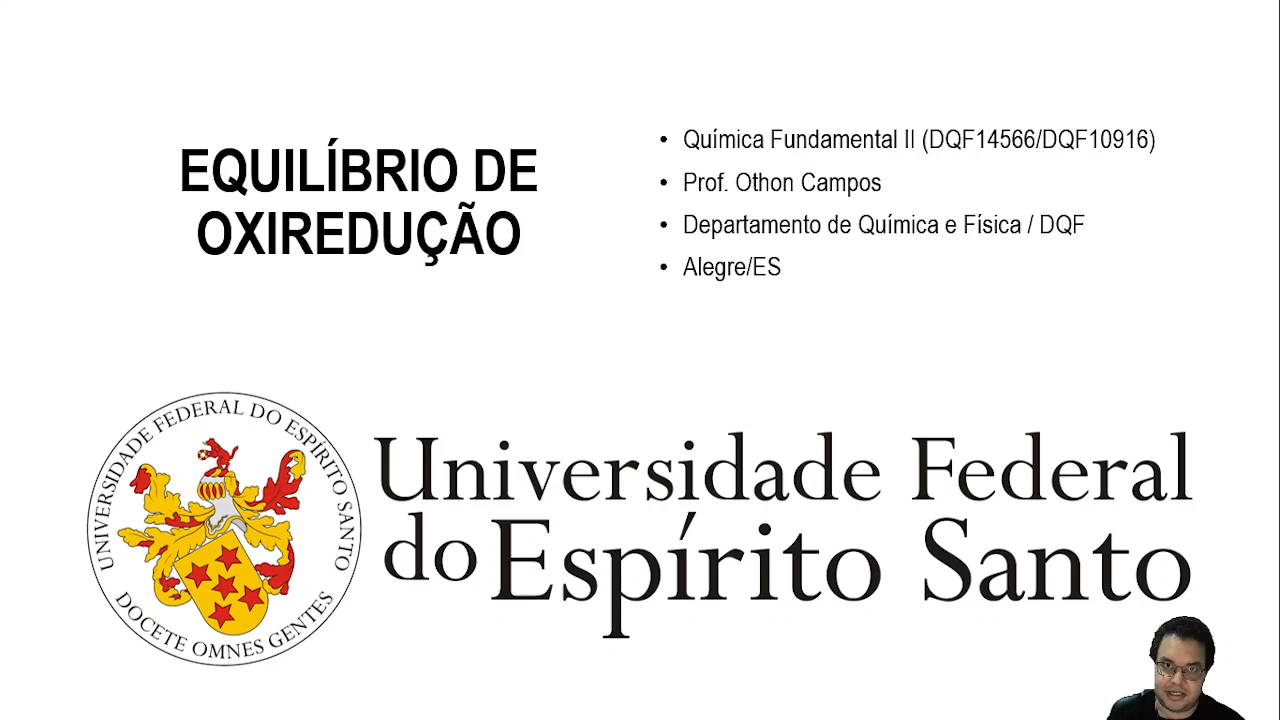 EQUILÍBRIO DE
OXIREDUÇÃO
• Química Fundamental II (DQF14566/DQF10916)
• Prof. Othon Campos
• Departamento de Química e Física / DQF
• Alegre/ES
UNIVERSIDADE FEDERAL DO ESPÍRITO SANTO
DOCETE OMNES GENTES
Universidade Federal
do Espírito Santo